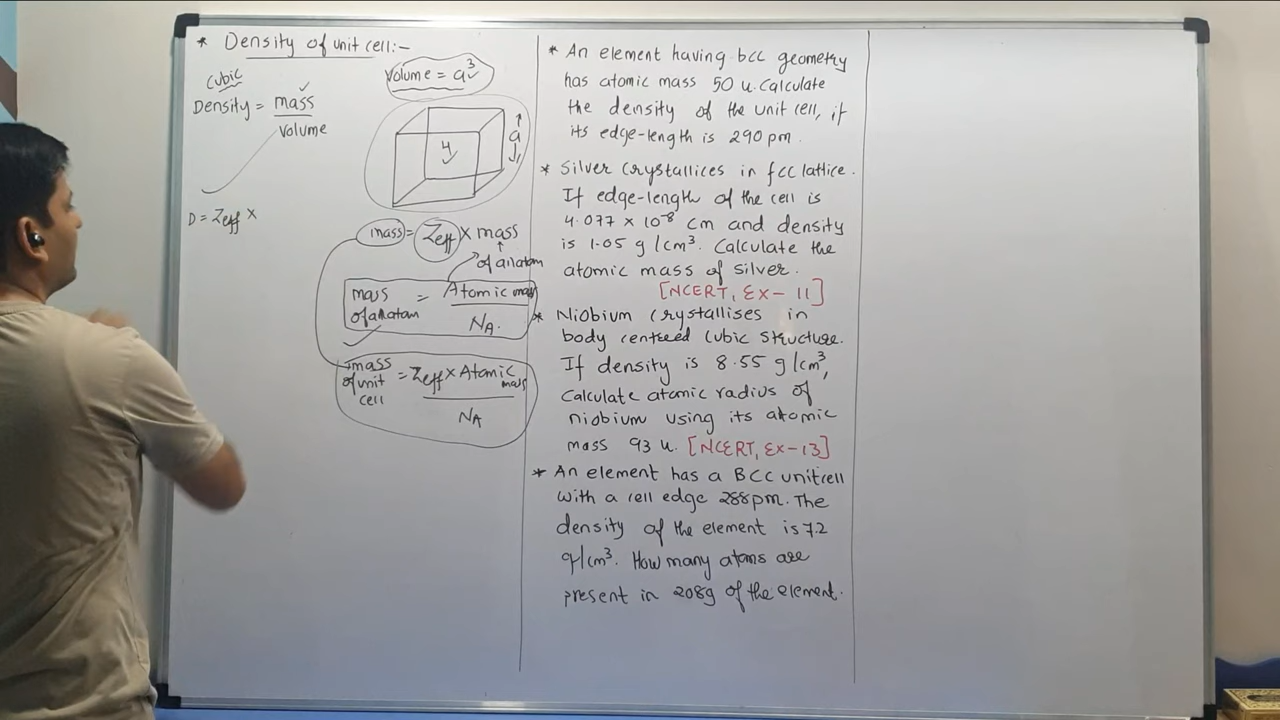 * Density of unit cell:-
Cubic
Density = mass
volume
D = Zeff ×
Volume = a³
a
4
mass = Zeff × mass
of an atom
mass of an atom = Atomic mass
NA.
mass of unit cell = Zeff × Atomic mass
NA
* An element having bcc geometry
has atomic mass 50 u. Calculate
the density of the unit cell, if
its edge-length is 290 pm.
* Silver crystallices in fcc lattice.
If edge-length of the cell is
4.077 × 10⁻⁸ cm and density
is 1.05 g/cm³. Calculate the
atomic mass of silver.
[NCERT, Ex - 11]
* Niobium crystallises in
body centred cubic structure.
If density is 8.55 g/cm³,
Calculate atomic radius of
niobium using its atomic
mass 93 u. [NCERT, Ex-13]
* An element has a BCC unitcell
with a cell edge 288pm. The
density of the element is 7.2
g/cm³. How many atoms are
present in 208g of the element.